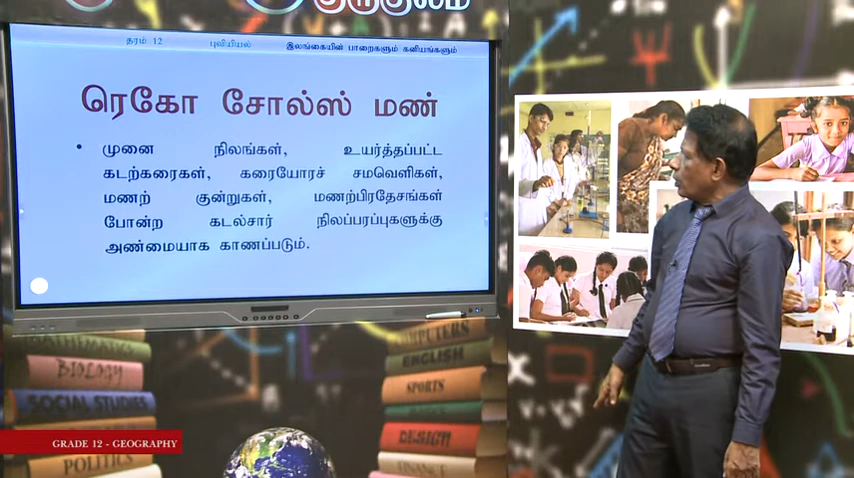 தரம் 12 புவியியல் இலங்கையின் பாறைகளும் கனியங்களும்
ரெகோ சோல்ஸ் மண்
• முனை நிலங்கள், உயர்த்தப்பட்ட
கடற்கரைகள், கரையோரச் சமவெளிகள்,
மணற் குன்றுகள், மணற்பிரதேசங்கள்
போன்ற கடல்சார் நிலப்பரப்புகளுக்கு
அண்மையாக காணப்படும்.
MATHEMATICS
BIOLOGY
SOCIAL STUDIES
POLITICS
COMPUTERS
ENGLISH
SPORTS
DESIGN
FINANCE
GRADE 12 - GEOGRAPHY